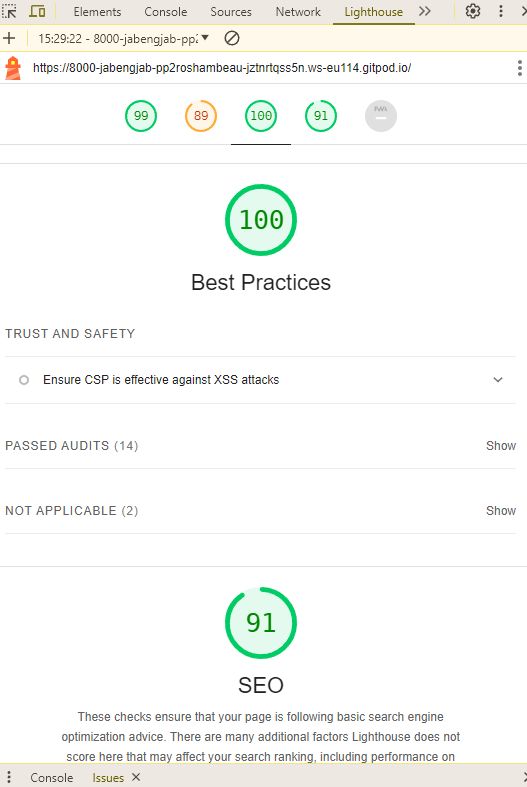 Elements Console Sources Network Lighthouse
15:29:22 - 8000-jabengjab-pp2
https://8000-jabengjab-pp2roshambeau-jztnrtqss5n.ws-eu114.gitpod.io/
99 89 100 91 PWA
100
Best Practices
TRUST AND SAFETY
Ensure CSP is effective against XSS attacks
PASSED AUDITS (14) Show
NOT APPLICABLE (2) Show
91
SEO
These checks ensure that your page is following basic search engine
optimization advice. There are many additional factors Lighthouse does not
score here that may affect your search ranking, including performance on
Console Issues